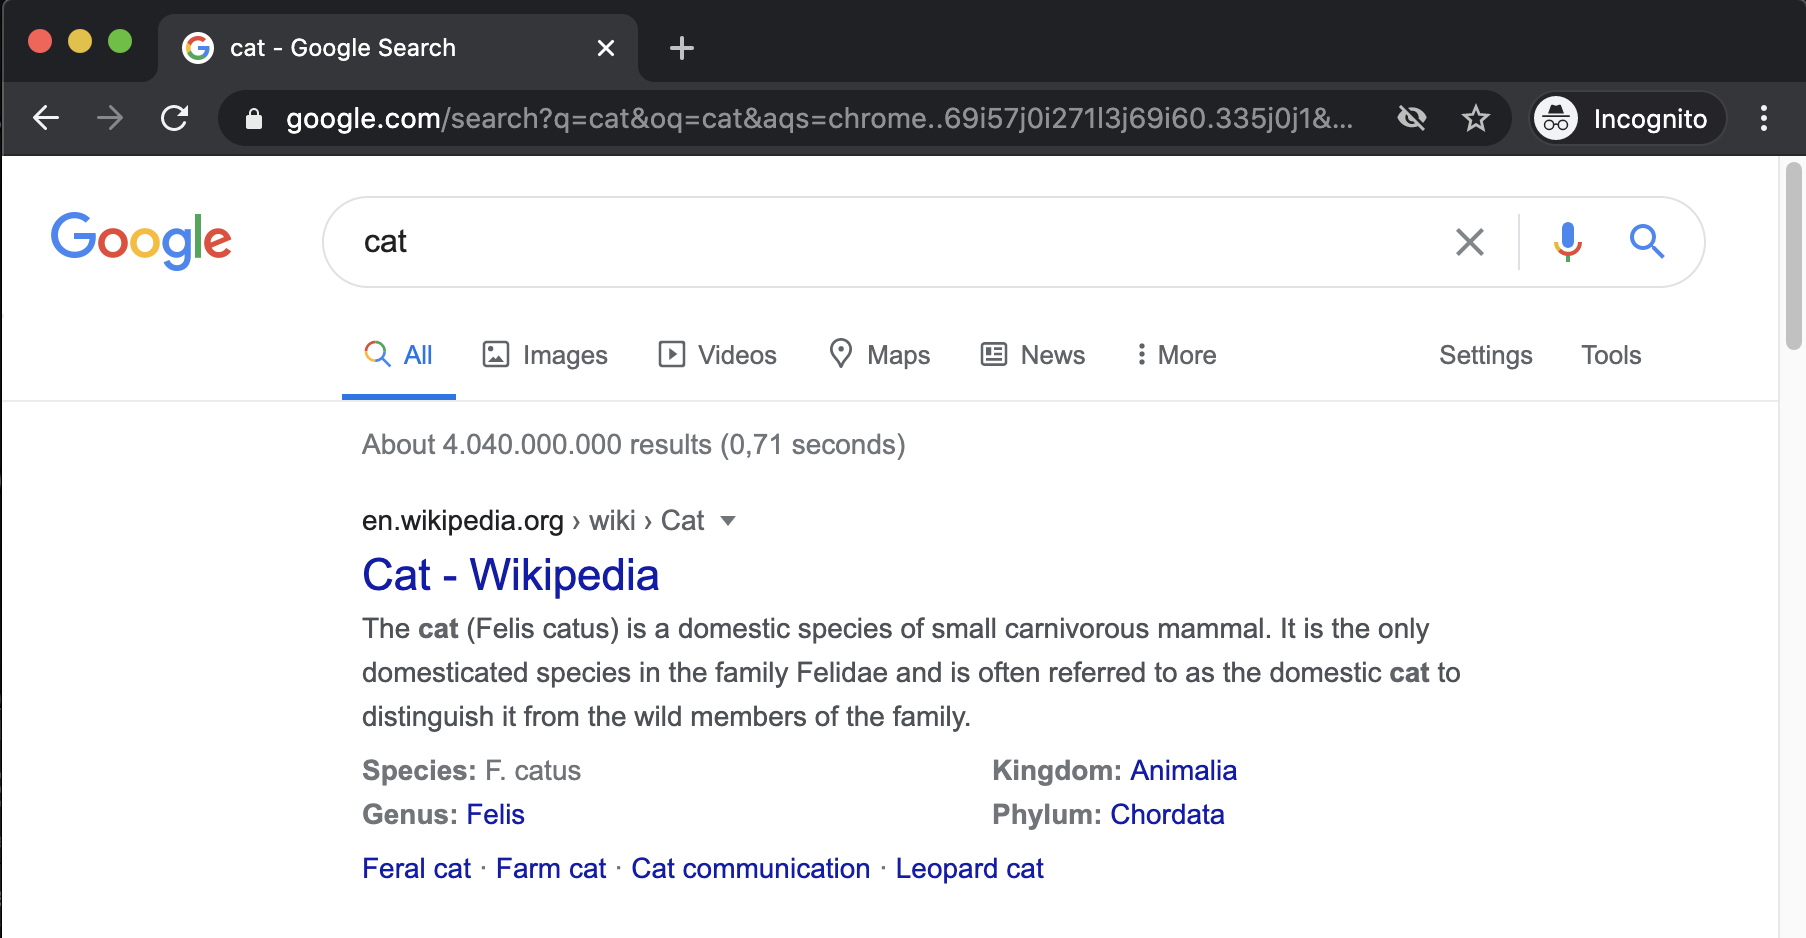 cat - Google Search
google.com/search?q=cat&oq=cat&aqs=chrome..69i57j0i271l3j69i60.335j0j1&...
Incognito
Google
cat
All Images Videos Maps News More Settings Tools
About 4.040.000.000 results (0,71 seconds)
en.wikipedia.org › wiki › Cat
Cat - Wikipedia
The cat (Felis catus) is a domestic species of small carnivorous mammal. It is the only
domesticated species in the family Felidae and is often referred to as the domestic cat to
distinguish it from the wild members of the family.
Species: F. catus
Kingdom: Animalia
Genus: Felis
Phylum: Chordata
Feral cat · Farm cat · Cat communication · Leopard cat